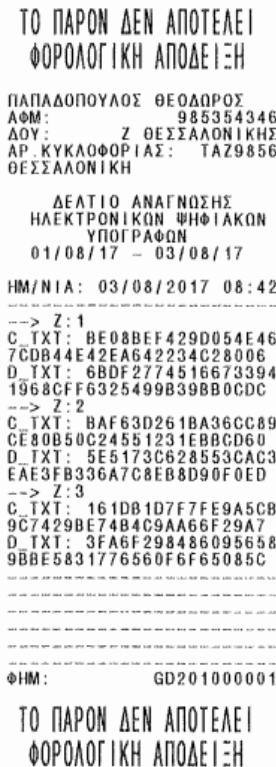 ΤΟ ΠΑΡΟΝ ΔΕΝ ΑΠΟΤΕΛΕΙ
ΦΟΡΟΛΟΓΙΚΗ ΑΠΟΔΕΙΞΗ
ΠΑΠΑΔΟΠΟΥΛΟΣ ΘΕΟΔΩΡΟΣ
ΑΦΜ: 985354346
ΔΟΥ: Ζ ΘΕΣΣΑΛΟΝΙΚΗΣ
ΑΡ.ΚΥΚΛΟΦΟΡΙΑΣ: ΤΑΖ9856
ΘΕΣΣΑΛΟΝΙΚΗ
ΔΕΛΤΙΟ ΑΝΑΓΝΩΣΗΣ
ΗΛΕΚΤΡΟΝΙΚΩΝ ΨΗΦΙΑΚΩΝ
ΥΠΟΓΡΑΦΩΝ
01/08/17 - 03/08/17
ΗΜ/ΝΙΑ: 03/08/2017 08:42
--> Z:1
C_TXT: BE08BEF429D054E46
7CDB44E42EA642234C28006
D_TXT: 6BDF2774516673394
1968CFF6325499B39BB0CDC
--> Z:2
C_TXT: BAF63D261BA36CC89
CE80B50C24551231EBBCD60
D_TXT: 5E5173C628553CAC3
EAE3FB336A7C8EB8D90F0ED
--> Z:3
C_TXT: 161DB1D7F7FE9A5CB
9C7429BE74B4C9AA66F29A7
D_TXT: 3FA6F298486095658
9BBE5831776560F6F65085C
ΦΗΜ: GD201000001
ΤΟ ΠΑΡΟΝ ΔΕΝ ΑΠΟΤΕΛΕΙ
ΦΟΡΟΛΟΓΙΚΗ ΑΠΟΔΕΙΞΗ